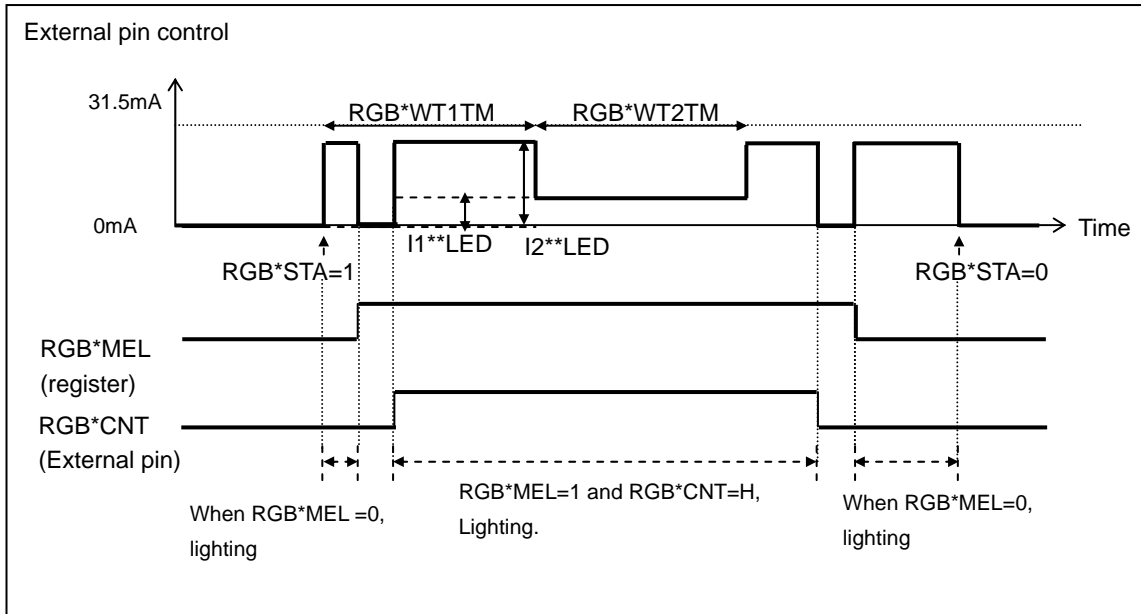 External pin control
31.5mA
RGB*WT1TM
RGB*WT2TM
0mA
I1**LED
I2**LED
Time
RGB*STA=1
RGB*STA=0
RGB*MEL
(register)
RGB*CNT
(External pin)
When RGB*MEL =0,
lighting
RGB*MEL=1 and RGB*CNT=H,
Lighting.
When RGB*MEL=0,
lighting